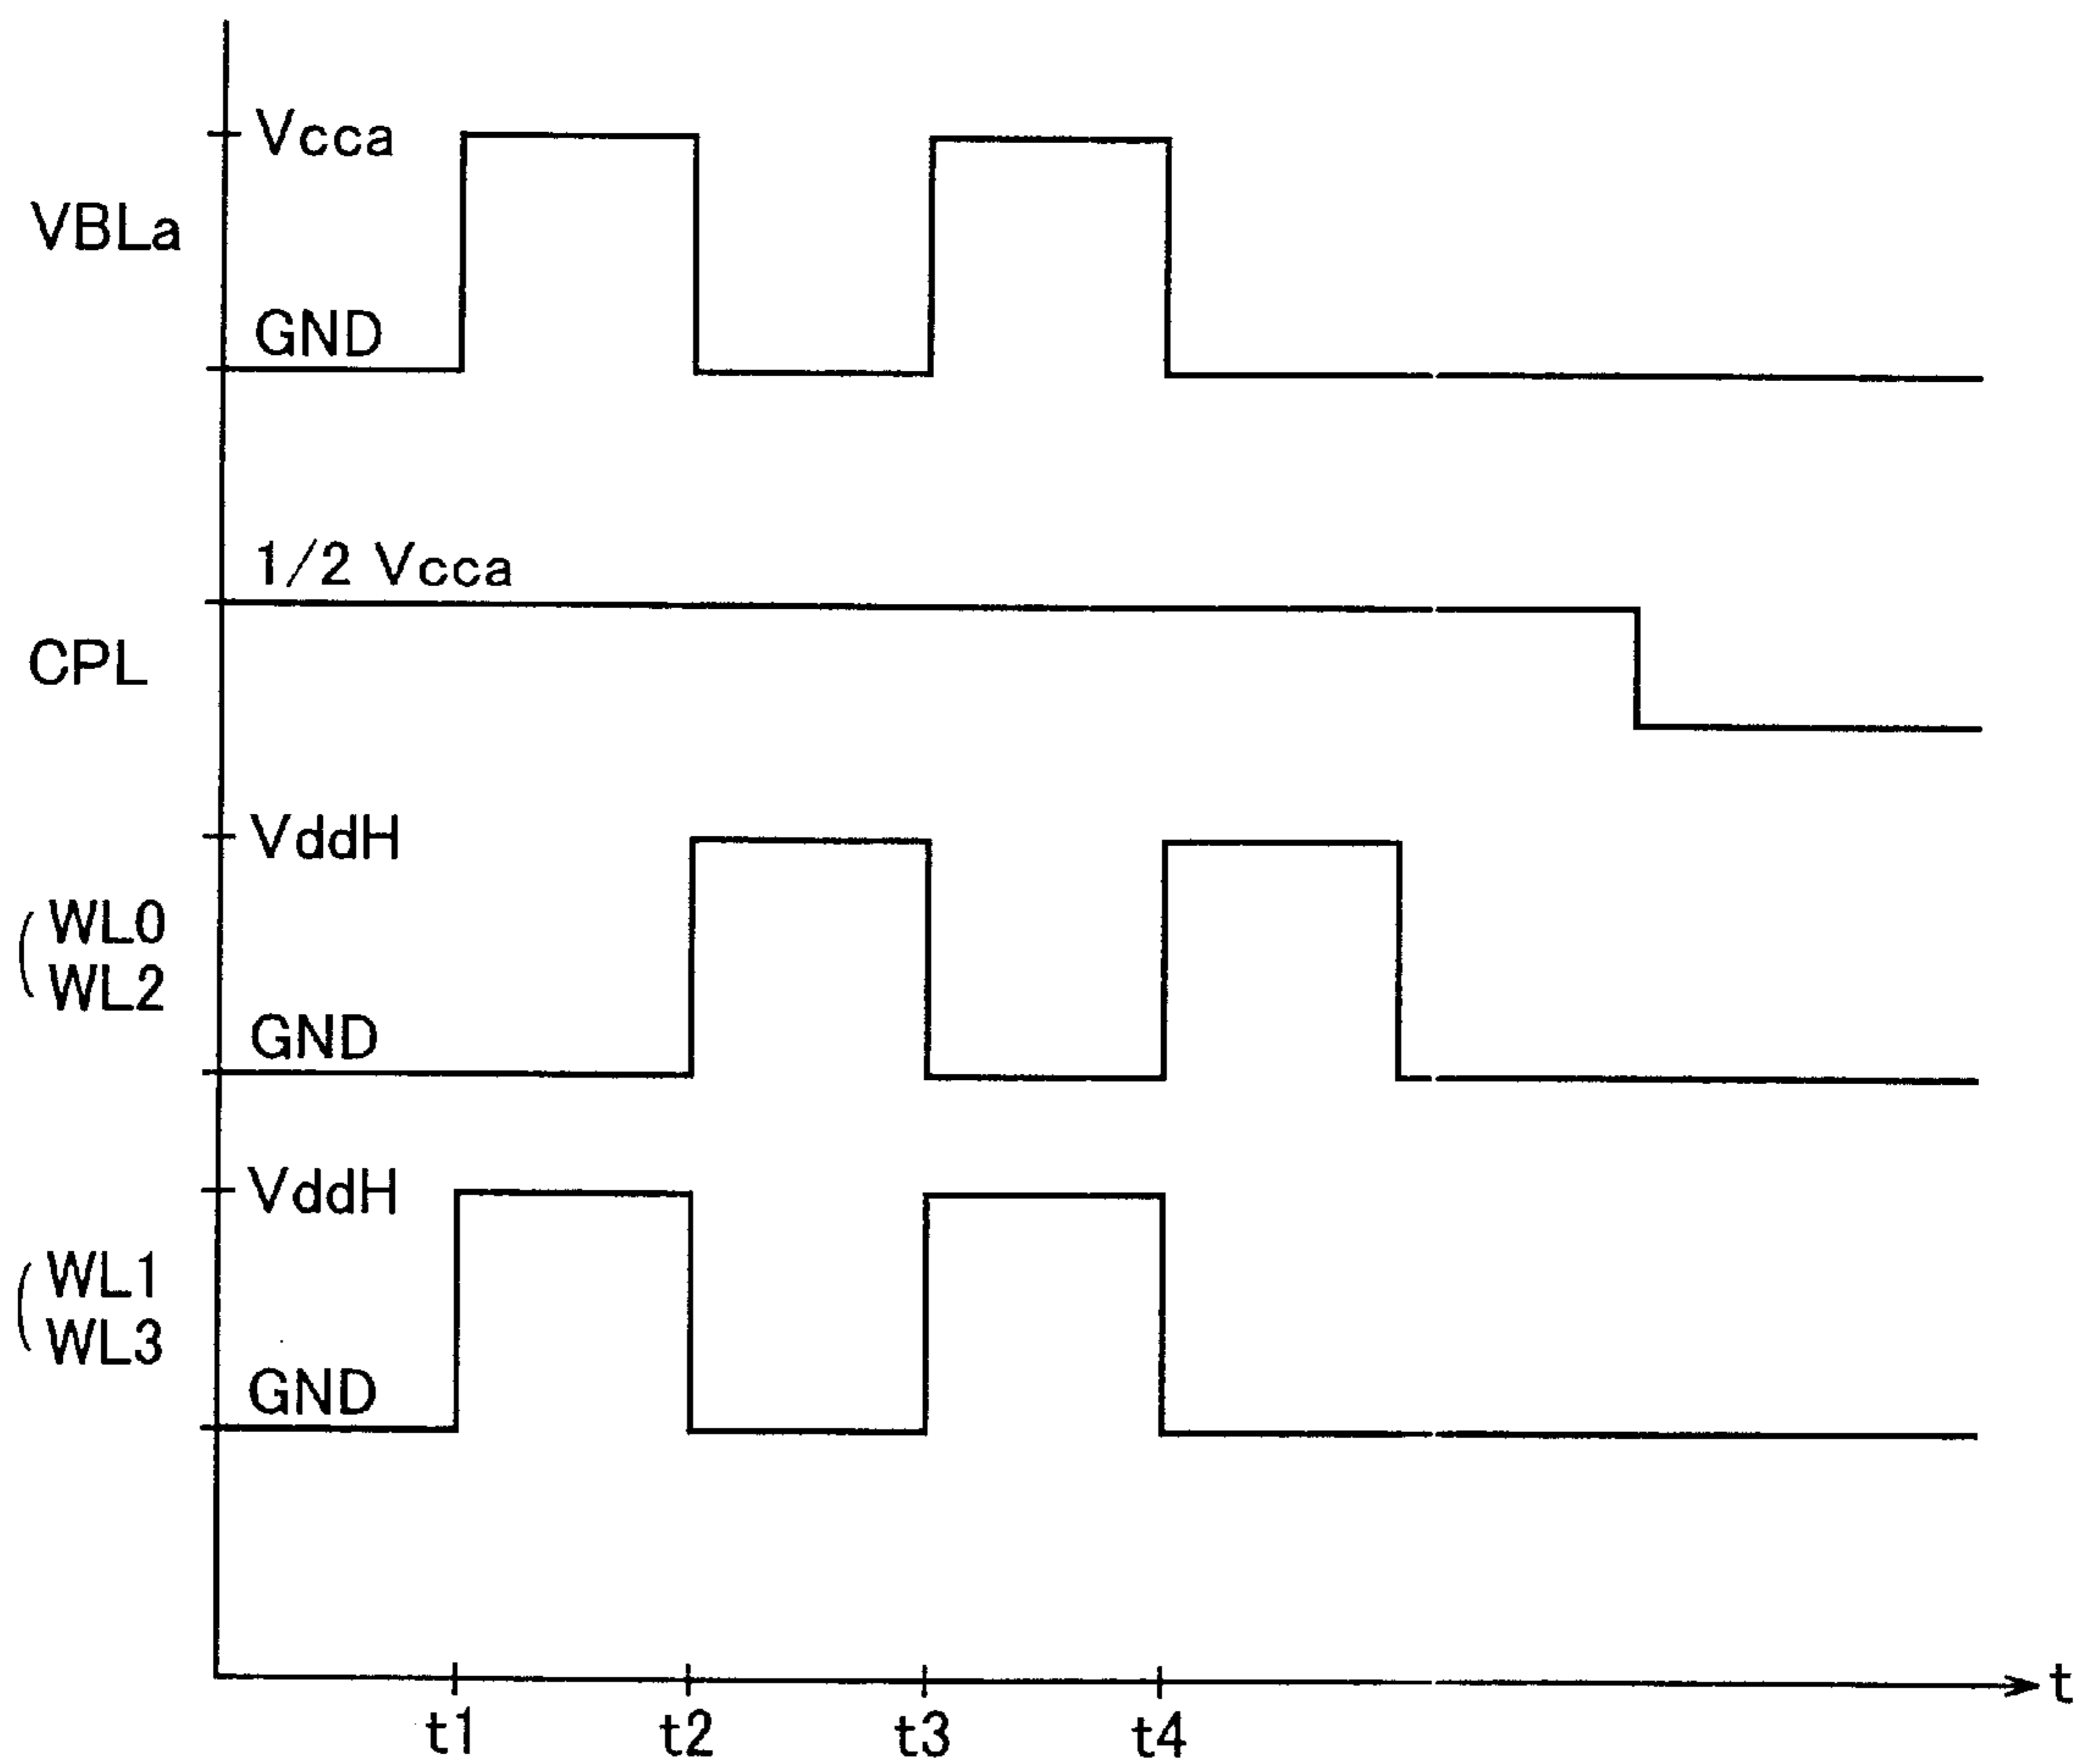 Vcca
VBLa
GND
1/2 Vcca
CPL
VddH
WL0
WL2
GND
VddH
WL1
WL3
GND
t
t1 t2 t3 t4